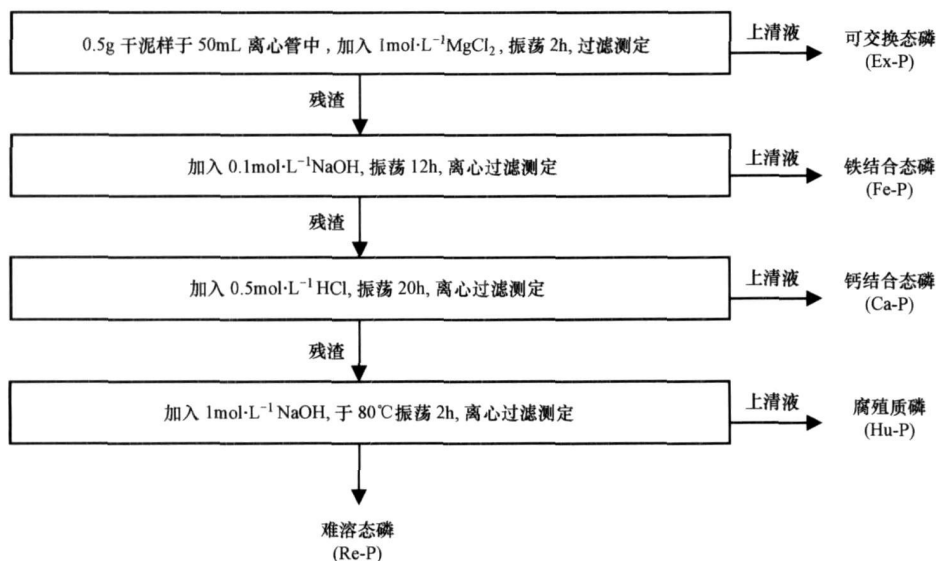 0.5g 干泥样于 50mL 离心管中，加入 1mol·L⁻¹MgCl₂，振荡 2h, 过滤测定
上清液
可交换态磷
(Ex-P)
残渣
加入 0.1mol·L⁻¹NaOH, 振荡 12h, 离心过滤测定
上清液
铁结合态磷
(Fe-P)
残渣
加入 0.5mol·L⁻¹ HCl, 振荡 20h, 离心过滤测定
上清液
钙结合态磷
(Ca-P)
残渣
加入 1mol·L⁻¹ NaOH, 于 80℃振荡 2h, 离心过滤测定
上清液
腐殖质磷
(Hu-P)
难溶态磷
(Re-P)